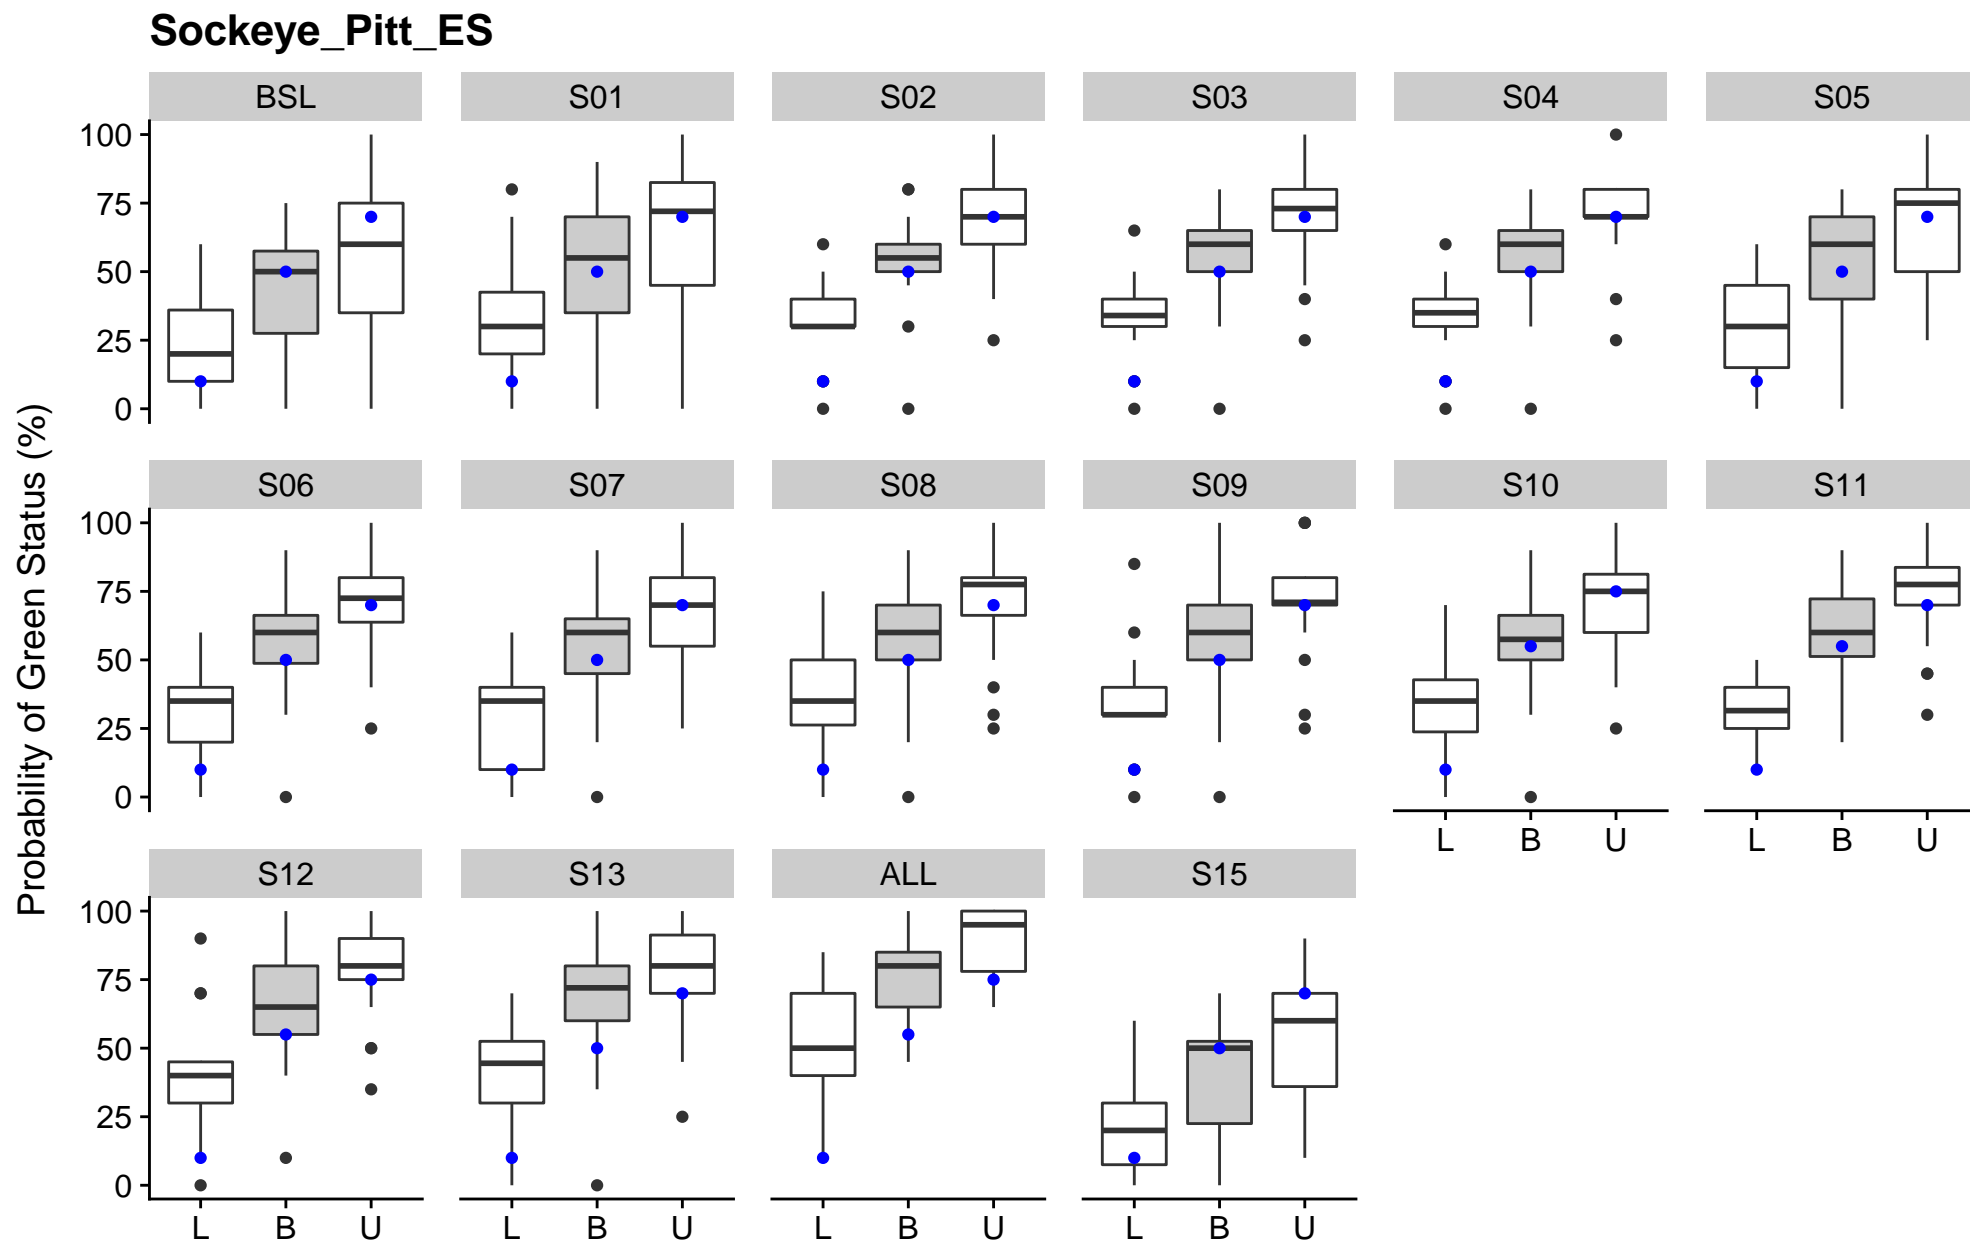 Sockeye_Pitt_ES
BSL S01 S02 S03 S04 S05
100
75
50
25
0
S06 S07 S08 S09 S10 S11
100
75
50
25
0
L B U L B U
S12 S13 ALL S15
100
75
50
25
0
L B U L B U L B U L B U
Probability of Green Status (%)